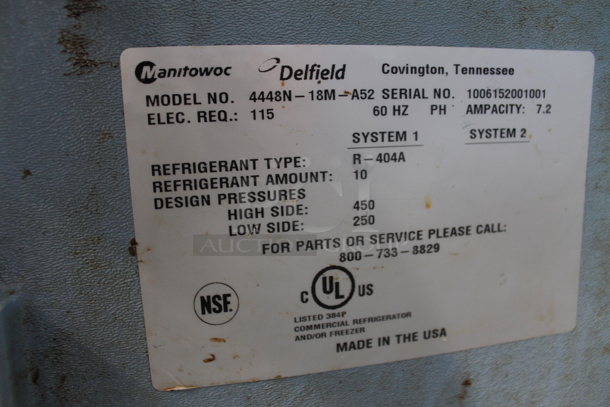 Manitowoc Delfield Covington, Tennessee
MODEL NO. 4448N-18M-A52 SERIAL NO. 1006152001001
ELEC. REQ.: 115 60 HZ PH AMPACITY: 7.2
SYSTEM 1 SYSTEM 2
REFRIGERANT TYPE: R-404A
REFRIGERANT AMOUNT: 10
DESIGN PRESSURES
HIGH SIDE: 450
LOW SIDE: 250
FOR PARTS OR SERVICE PLEASE CALL:
800-733-8829
NSF.
C UL US
LISTED 384P
COMMERCIAL REFRIGERATOR
AND/OR FREEZER
MADE IN THE USA